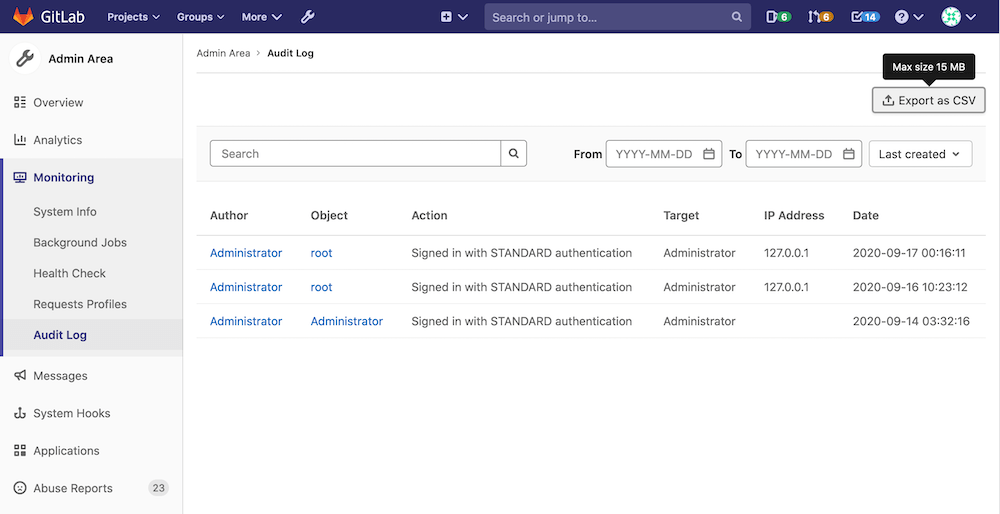 GitLab Projects Groups More Search or jump to... 6 6 14
Admin Area
Overview
Analytics
Monitoring
System Info
Background Jobs
Health Check
Requests Profiles
Audit Log
Messages
System Hooks
Applications
Abuse Reports 23
Admin Area › Audit Log
Max size 15 MB
Export as CSV
Search From YYYY-MM-DD To YYYY-MM-DD Last created
Author Object Action Target IP Address Date
Administrator root Signed in with STANDARD authentication Administrator 127.0.0.1 2020-09-17 00:16:11
Administrator root Signed in with STANDARD authentication Administrator 127.0.0.1 2020-09-16 10:23:12
Administrator Administrator Signed in with STANDARD authentication Administrator 2020-09-14 03:32:16